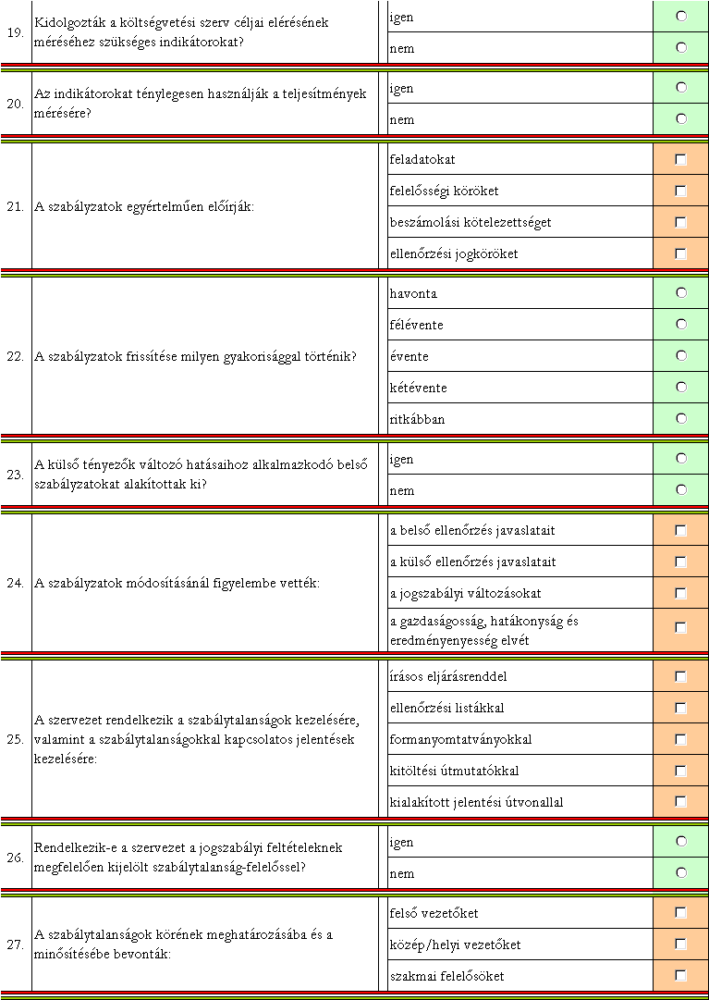 19.
Kidolgozták a költségvetési szerv céljai elérésének
méréséhez szükséges indikátorokat?
igen
nem
20.
Az indikátorokat ténylegesen használják a teljesítmények
mérésére?
igen
nem
21.
A szabályzatok egyértelműen előírják:
feladatokat
felelősségi köröket
beszámolási kötelezettséget
ellenőrzési jogköröket
22.
A szabályzatok frissítése milyen gyakorisággal történik?
havonta
félévente
évente
kétévente
ritkábban
23.
A külső tényezők változó hatásaihoz alkalmazkodó belső
szabályzatokat alakítottak ki?
igen
nem
24.
A szabályzatok módosításánál figyelembe vették:
a belső ellenőrzés javaslatait
a külső ellenőrzés javaslatait
a jogszabályi változásokat
a gazdaságosság, hatákonyság és
eredményenyesség elvét
25.
A szervezet rendelkezik a szabálytalanságok kezelésére,
valamint a szabálytalanságokkal kapcsolatos jelentések
kezelésére:
írásos eljárásrenddel
ellenőrzési listákkal
formanyomtatványokkal
kitöltési útmutatókkal
kialakított jelentési útvonallal
26.
Rendelkezik-e a szervezet a jogszabályi feltételeknek
megfelelően kijelölt szabálytalanság-felelőssel?
igen
nem
27.
A szabálytalanságok körének meghatározásába és a
minősítésébe bevonták:
felső vezetőket
közép/helyi vezetőket
szakmai felelősöket